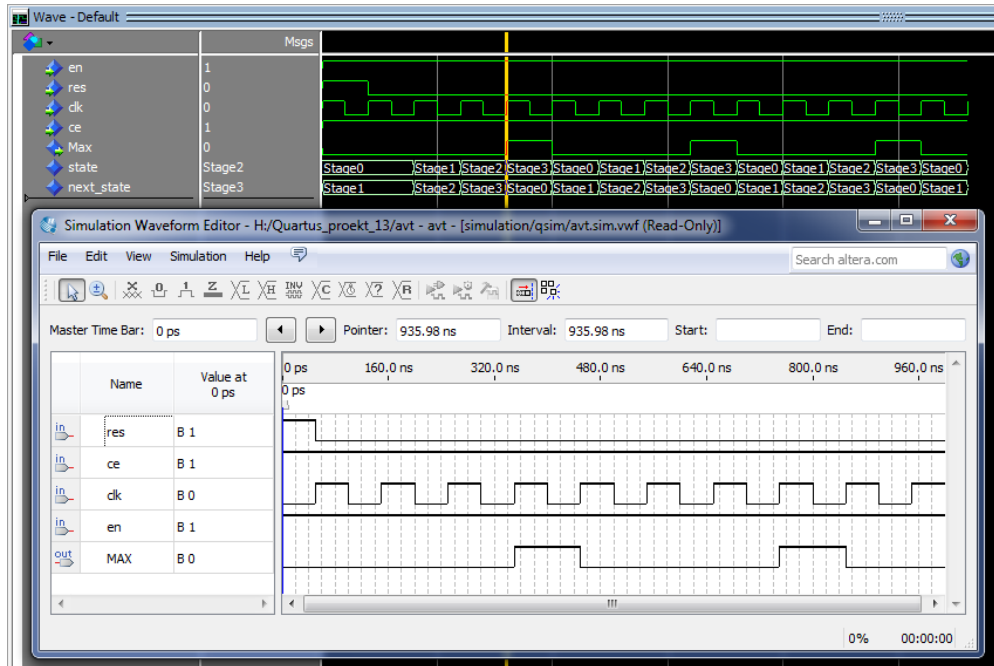 Wave - Default
Msgs
en 1
res 0
clk 0
ce 1
Max 0
state Stage2 Stage0 Stage1 Stage2 Stage3 Stage0 Stage1 Stage2 Stage3 Stage0 Stage1 Stage2 Stage3 Stage0
next_state Stage3 Stage1 Stage2 Stage3 Stage0 Stage1 Stage2 Stage3 Stage0 Stage1 Stage2 Stage3 Stage0 Stage1
Simulation Waveform Editor - H:/Quartus_proekt_13/avt - avt - [simulation/qsim/avt.sim.vwf (Read-Only)]
File Edit View Simulation Help Search altera.com
Master Time Bar: 0 ps Pointer: 935.98 ns Interval: 935.98 ns Start: End:
Name Value at 0 ps 160.0 ns 320.0 ns 480.0 ns 640.0 ns 800.0 ns 960.0 ns
0 ps 0 ps
res B 1
ce B 1
clk B 0
en B 1
MAX B 0
0% 00:00:00